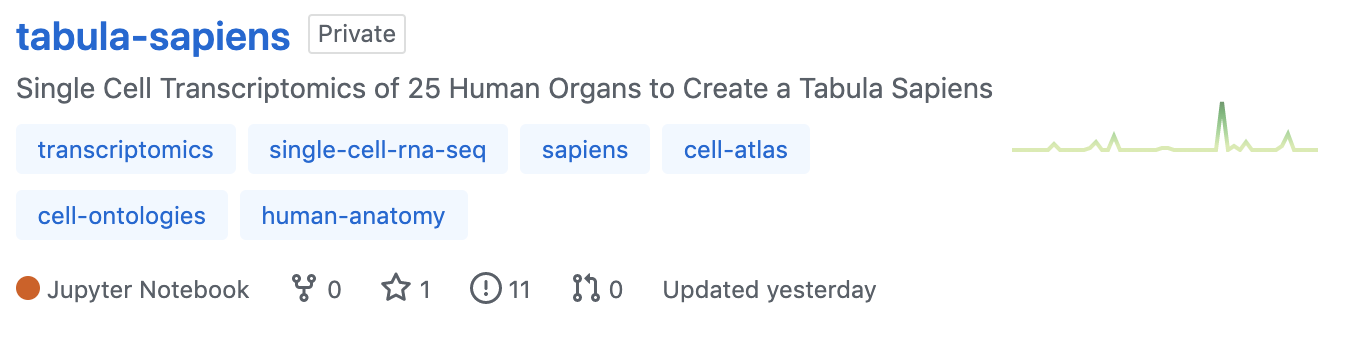 tabula-sapiens Private
Single Cell Transcriptomics of 25 Human Organs to Create a Tabula Sapiens
transcriptomics single-cell-rna-seq sapiens cell-atlas
cell-ontologies human-anatomy
Jupyter Notebook 0 1 11 0 Updated yesterday